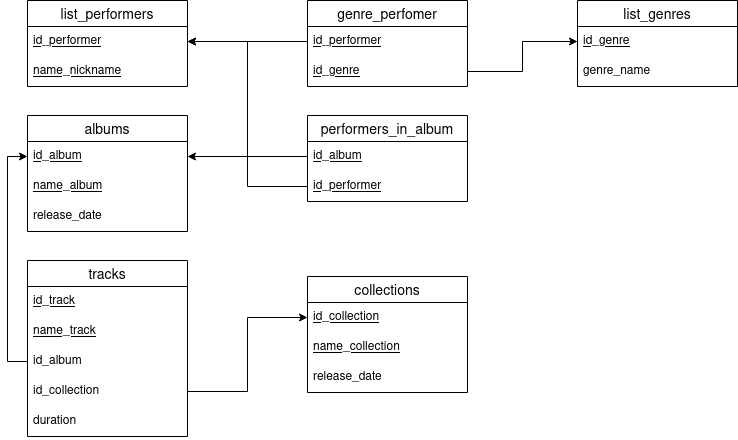 list_performers
id_performer
name_nickname
genre_perfomer
id_performer
id_genre
list_genres
id_genre
genre_name
albums
id_album
name_album
release_date
performers_in_album
id_album
id_performer
tracks
id_track
name_track
id_album
id_collection
duration
collections
id_collection
name_collection
release_date